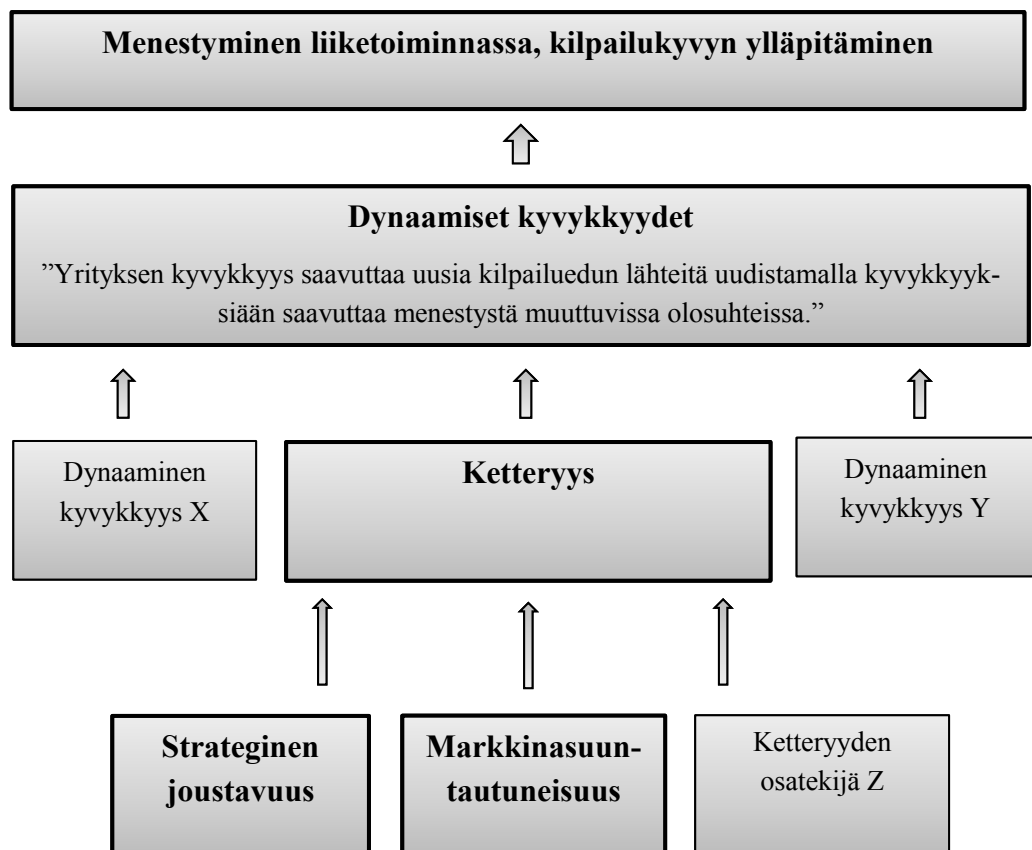 Menestyminen liiketoiminnassa, kilpailukyvyn ylläpitäminen
Dynaamiset kyvykkyydet
”Yrityksen kyvykkyys saavuttaa uusia kilpailuedun lähteitä uudistamalla kyvykkyyk-
siään saavuttaa menestystä muuttuvissa olosuhteissa.”
Dynaaminen
kyvykkyys X
Ketteryys
Dynaaminen
kyvykkyys Y
Strateginen
joustavuus
Markkinasuun-
tautuneisuus
Ketteryyden
osatekijä Z